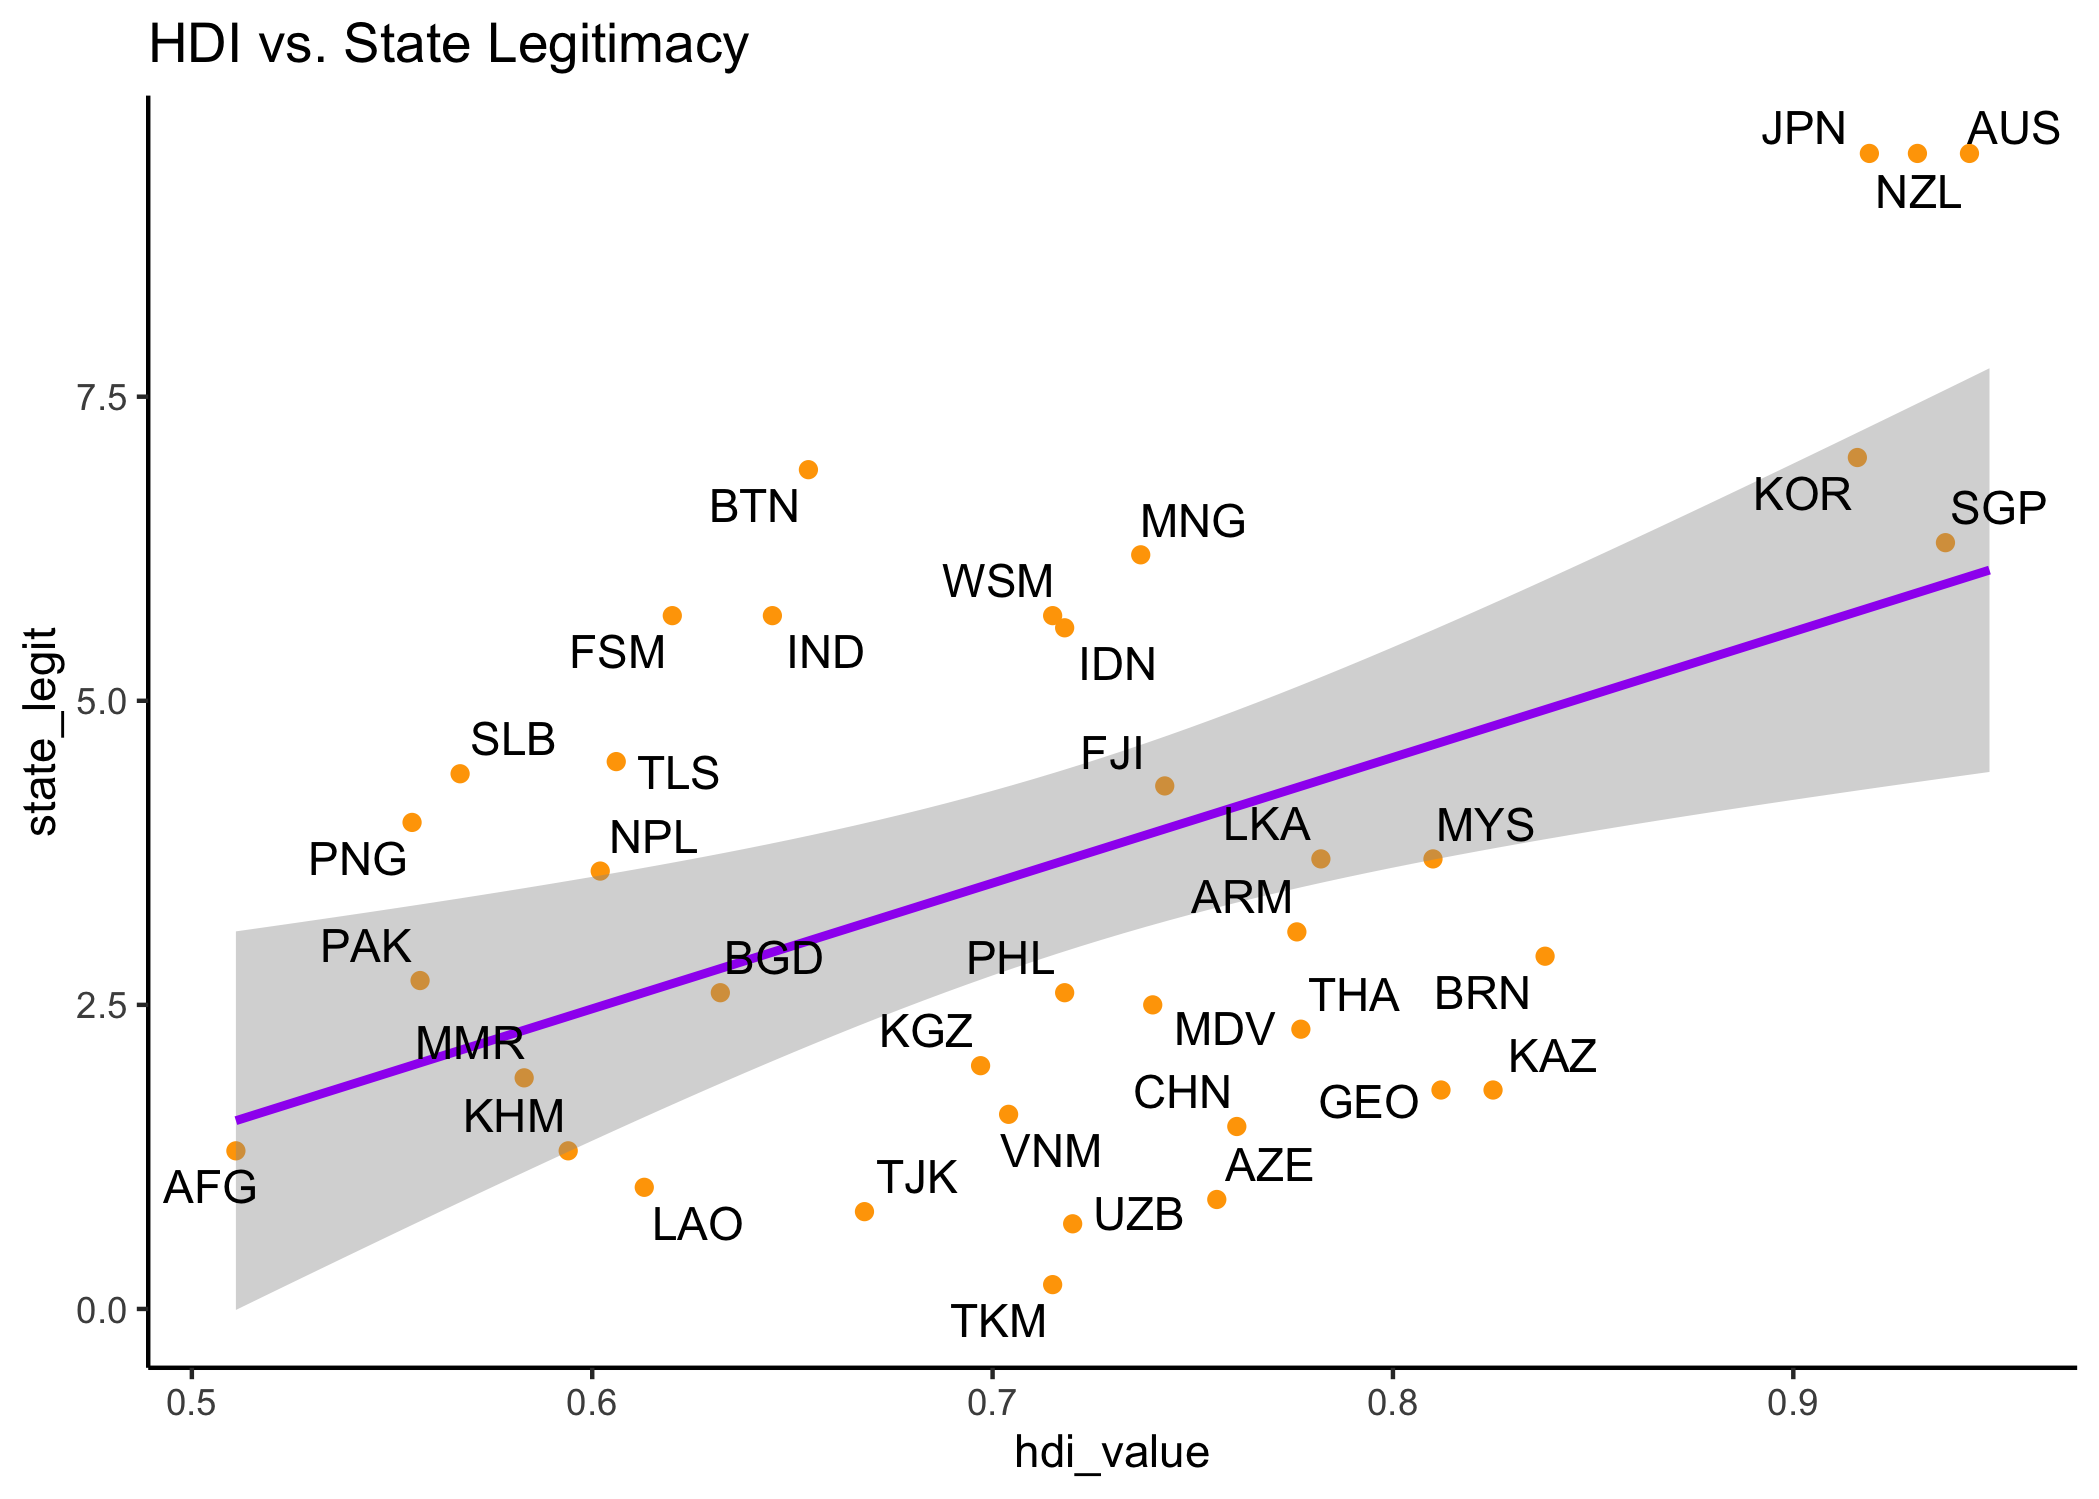 HDI vs. State Legitimacy
JPN
AUS
NZL
7.5
BTN
KOR
SGP
MNG
WSM
FSM
IND
IDN
state_legit
5.0
SLB
TLS
FJI
NPL
LKA
MYS
PNG
ARM
PAK
BGD
PHL
THA
BRN
2.5
MMR
KGZ
MDV
KAZ
CHN
GEO
KHM
VNM
AZE
AFG
TJK
LAO
UZB
0.0
TKM
0.5 0.6 0.7 0.8 0.9
hdi_value